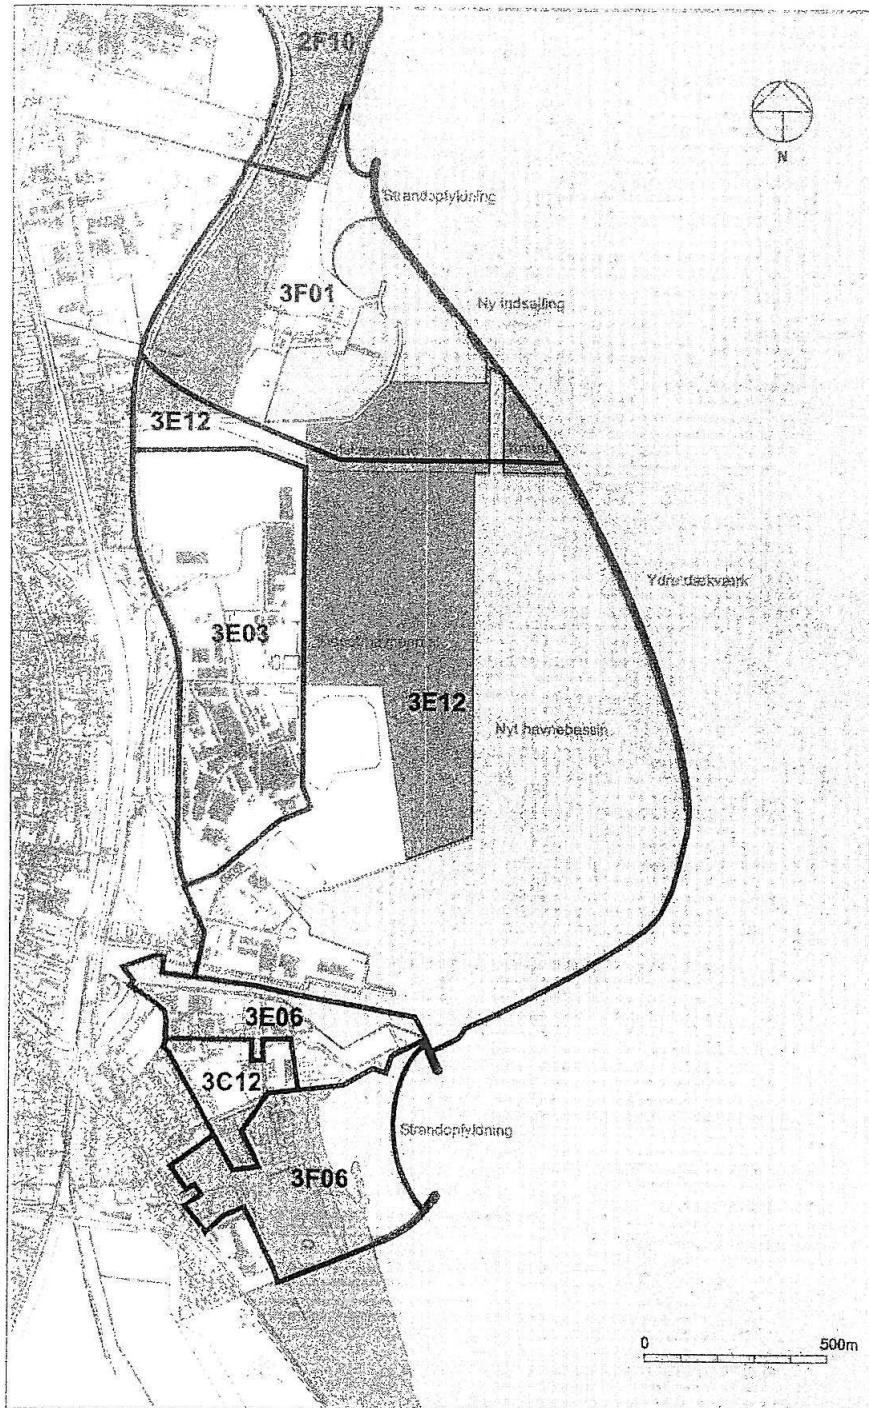 2F10
N
Strandopfyldning
3F01
Ny indsejling
3E12
Ydre dækværk
3E03
3E12
Nyt havnebassin
3E06
3C12
Strandopfyldning
3F06
0 500m